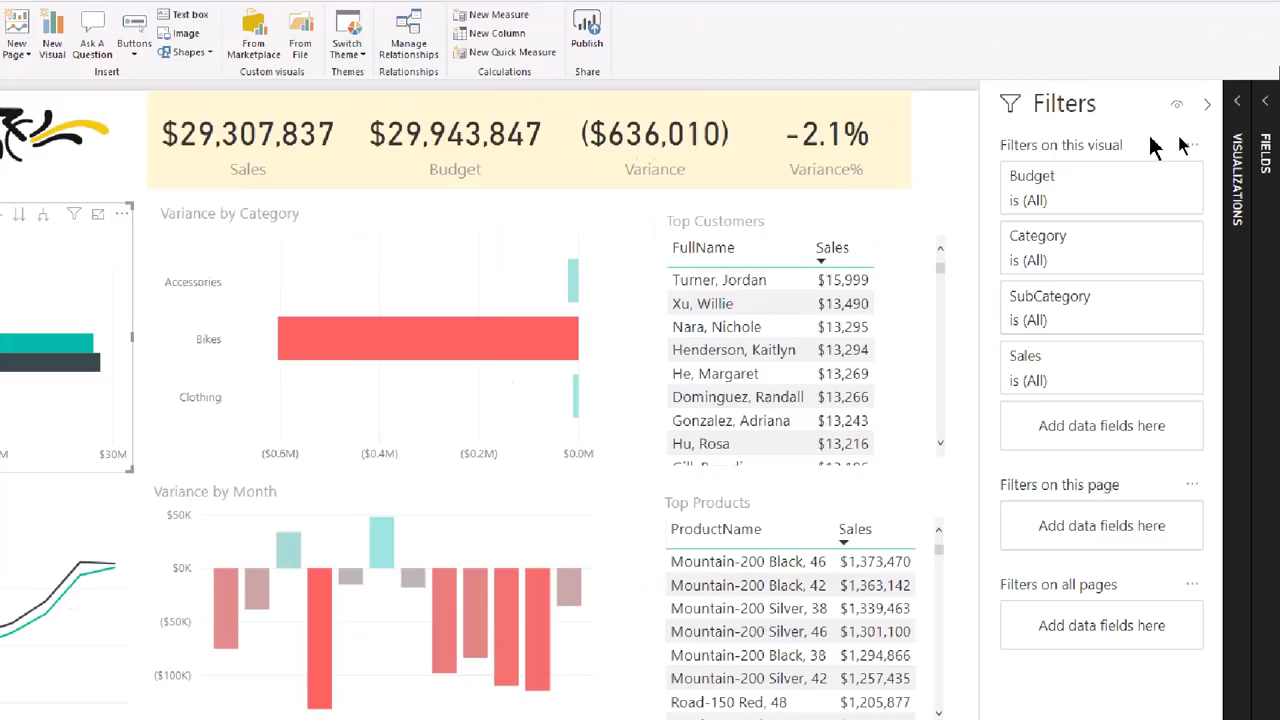 New Page
New Visual
Ask A Question
Buttons
Text box
Image
Shapes
Insert
From Marketplace
From File
Custom visuals
Switch Theme
Themes
Manage Relationships
Relationships
New Measure
New Column
New Quick Measure
Calculations
Publish
Share
$29,307,837
Sales
$29,943,847
Budget
($636,010)
Variance
-2.1%
Variance%
$30M
Variance by Category
Accessories
Bikes
Clothing
($0.6M) ($0.4M) ($0.2M) $0.0M
Top Customers
FullName Sales
Turner, Jordan $15,999
Xu, Willie $13,490
Nara, Nichole $13,295
Henderson, Kaitlyn $13,294
He, Margaret $13,269
Dominguez, Randall $13,266
Gonzalez, Adriana $13,243
Hu, Rosa $13,216
Variance by Month
$50K
$0K
($50K)
($100K)
Top Products
ProductName Sales
Mountain-200 Black, 46 $1,373,470
Mountain-200 Black, 42 $1,363,142
Mountain-200 Silver, 38 $1,339,463
Mountain-200 Silver, 46 $1,301,100
Mountain-200 Black, 38 $1,294,866
Mountain-200 Silver, 42 $1,257,435
Road-150 Red, 48 $1,205,877
Filters
Filters on this visual
Budget
is (All)
Category
is (All)
SubCategory
is (All)
Sales
is (All)
Add data fields here
Filters on this page
Add data fields here
Filters on all pages
Add data fields here
VISUALIZATIONS
FIELDS